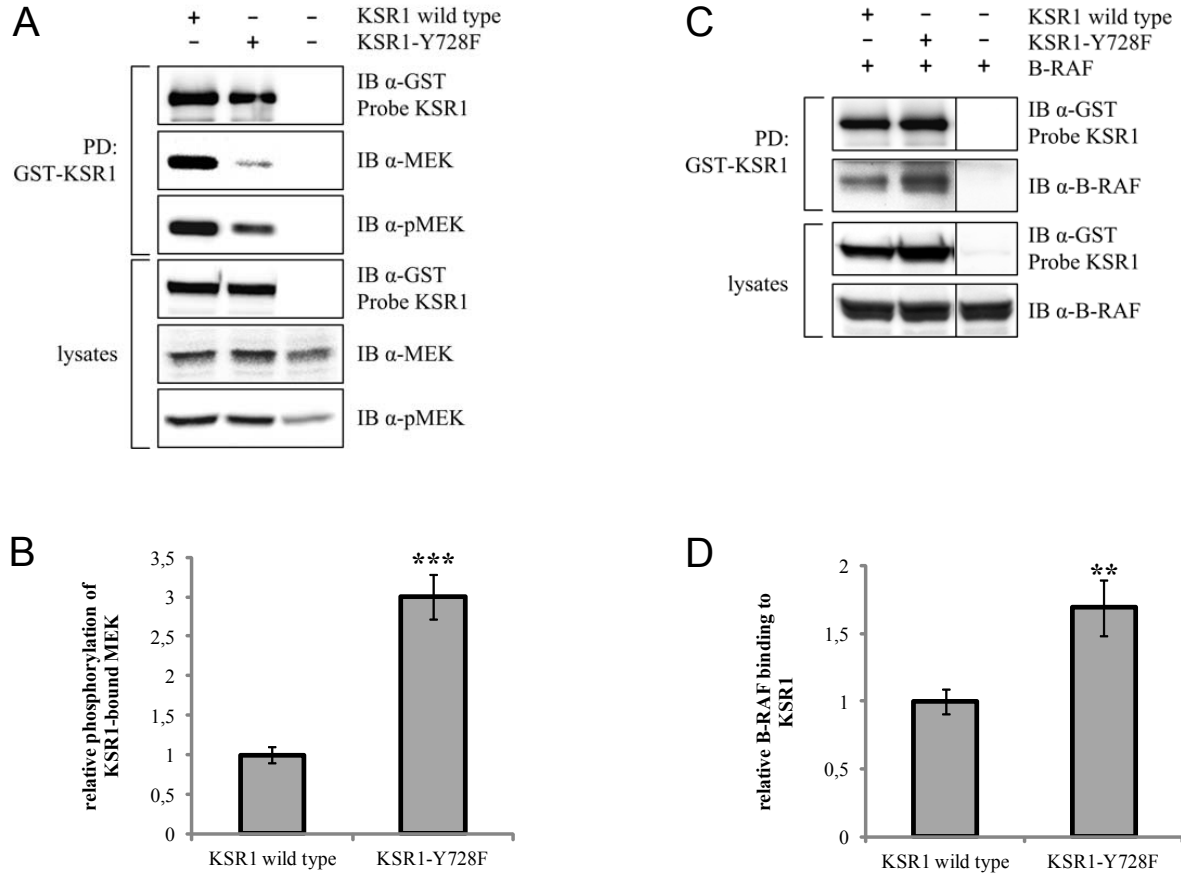 A
+ – – KSR1 wild type
– + – KSR1-Y728F
PD:
GST-KSR1
IB α-GST
Probe KSR1
IB α-MEK
IB α-pMEK
lysates
IB α-GST
Probe KSR1
IB α-MEK
IB α-pMEK
B
relative phosphorylation of
KSR1-bound MEK
3,5
3
2,5
2
1,5
1
0,5
0
***
KSR1 wild type
KSR1-Y728F
C
+ – – KSR1 wild type
– + – KSR1-Y728F
+ + + B-RAF
PD:
GST-KSR1
IB α-GST
Probe KSR1
IB α-B-RAF
lysates
IB α-GST
Probe KSR1
IB α-B-RAF
D
relative B-RAF binding to
KSR1
2
1,5
1
0,5
0
**
KSR1 wild type
KSR1-Y728F